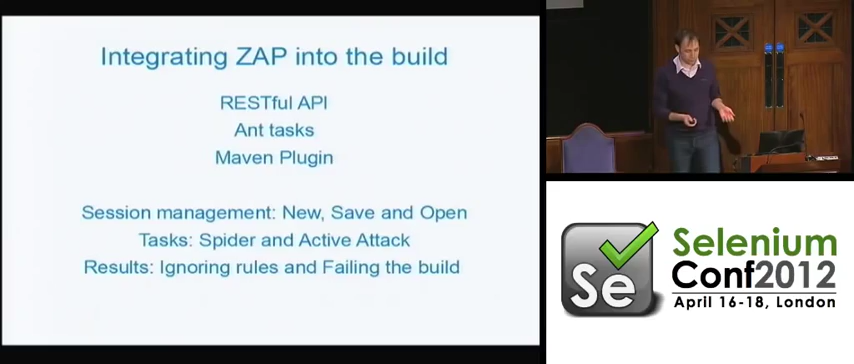 Integrating ZAP into the build
RESTful API
Ant tasks
Maven Plugin
Session management: New, Save and Open
Tasks: Spider and Active Attack
Results: Ignoring rules and Failing the build
Se
Selenium
Conf2012
April 16-18, London